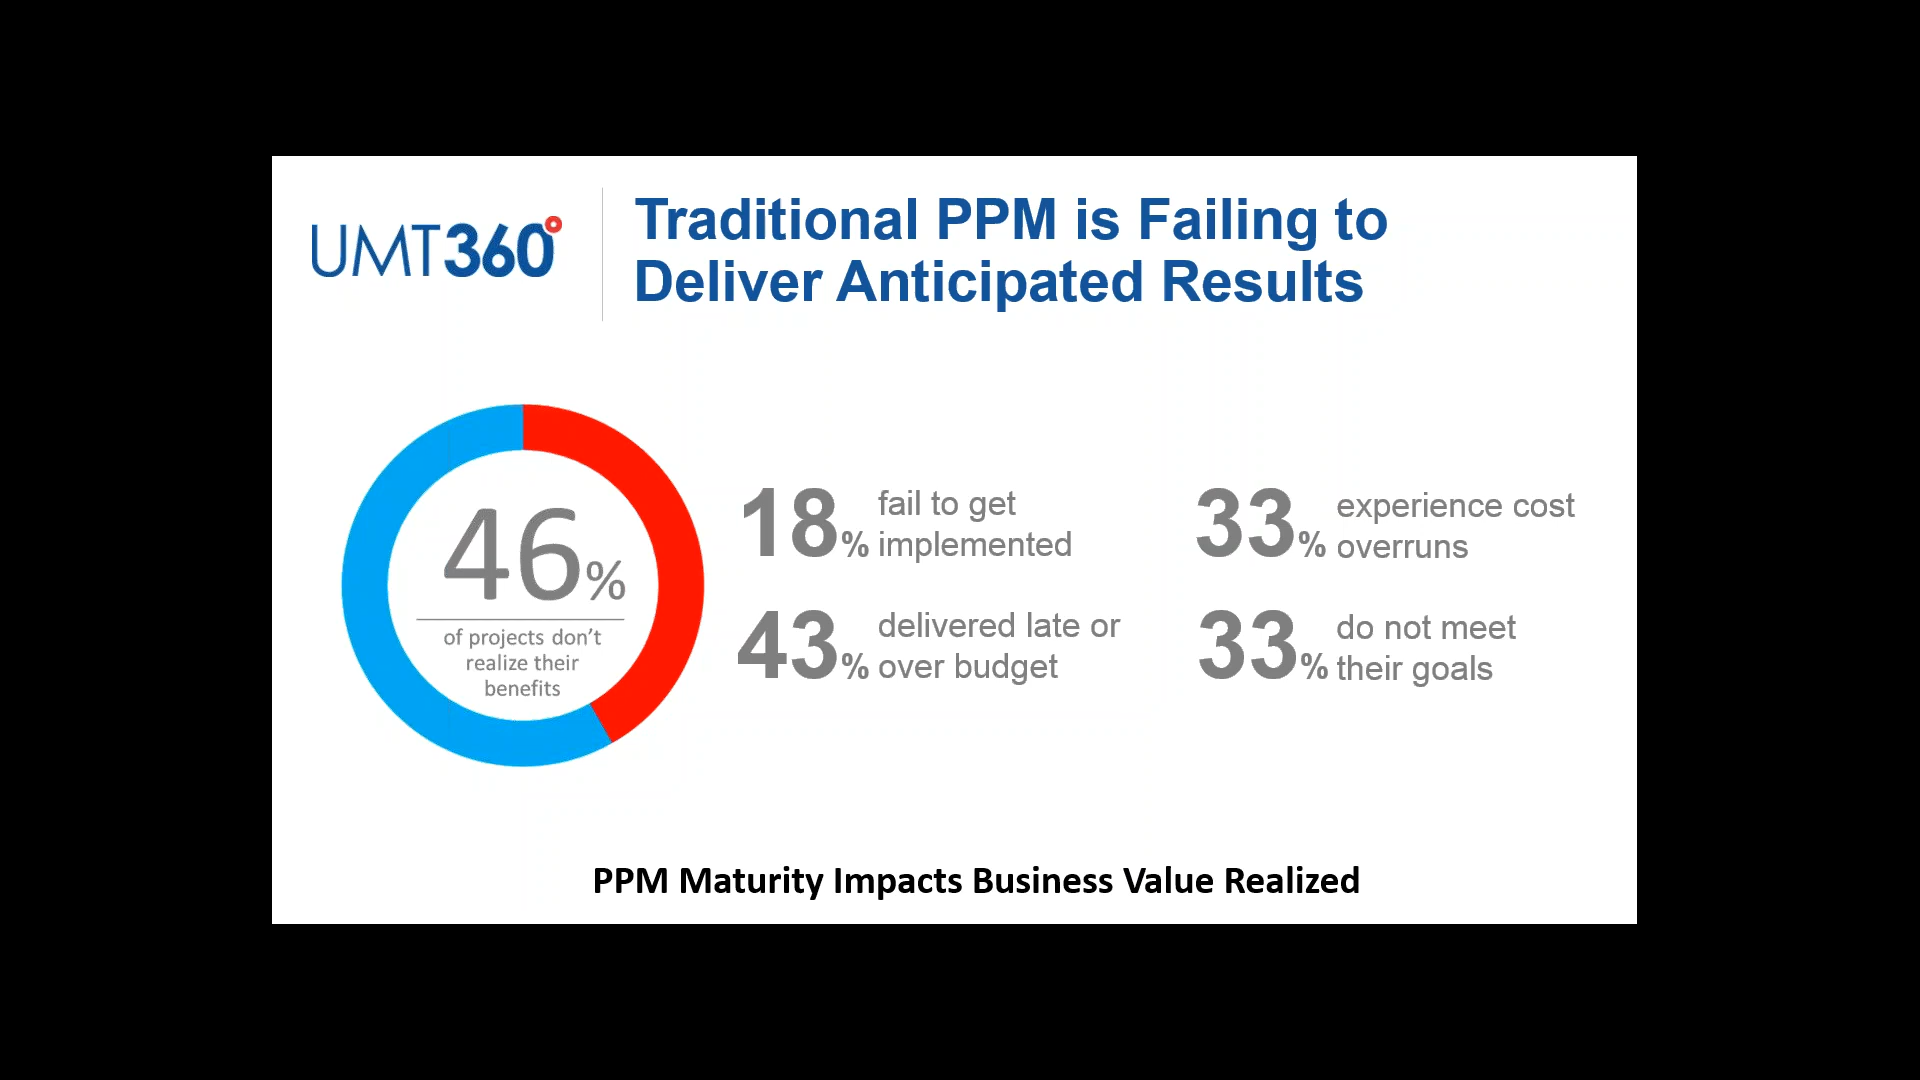 UMT360
Traditional PPM is Failing to
Deliver Anticipated Results
46%
of projects don't
realize their
benefits
18% fail to get
implemented
33% experience cost
overruns
43% delivered late or
over budget
33% do not meet
their goals
PPM Maturity Impacts Business Value Realized